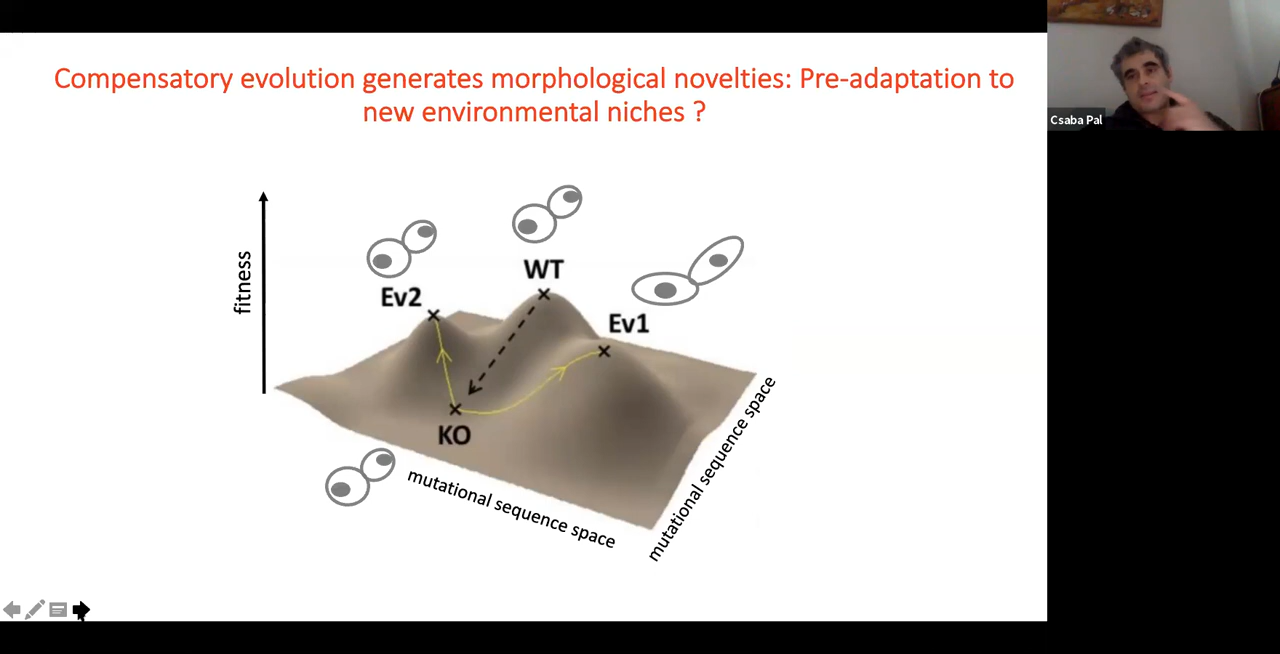 Compensatory evolution generates morphological novelties: Pre-adaptation to
new environmental niches ?
Csaba Pal
fitness
WT
Ev2
Ev1
KO
mutational sequence space
mutational sequence space